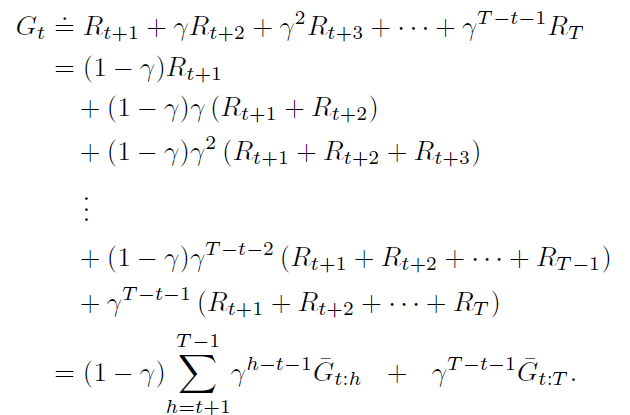 G_t ≐ R_{t+1} + γR_{t+2} + γ^2 R_{t+3} + ··· + γ^{T−t−1} R_T
= (1 − γ)R_{t+1}
+ (1 − γ)γ (R_{t+1} + R_{t+2})
+ (1 − γ)γ^2 (R_{t+1} + R_{t+2} + R_{t+3})
⋮
+ (1 − γ)γ^{T−t−2} (R_{t+1} + R_{t+2} + ··· + R_{T−1})
+ γ^{T−t−1} (R_{t+1} + R_{t+2} + ··· + R_T)
= (1 − γ) ∑_{h=t+1}^{T−1} γ^{h−t−1} Ḡ_{t:h} + γ^{T−t−1} Ḡ_{t:T}.